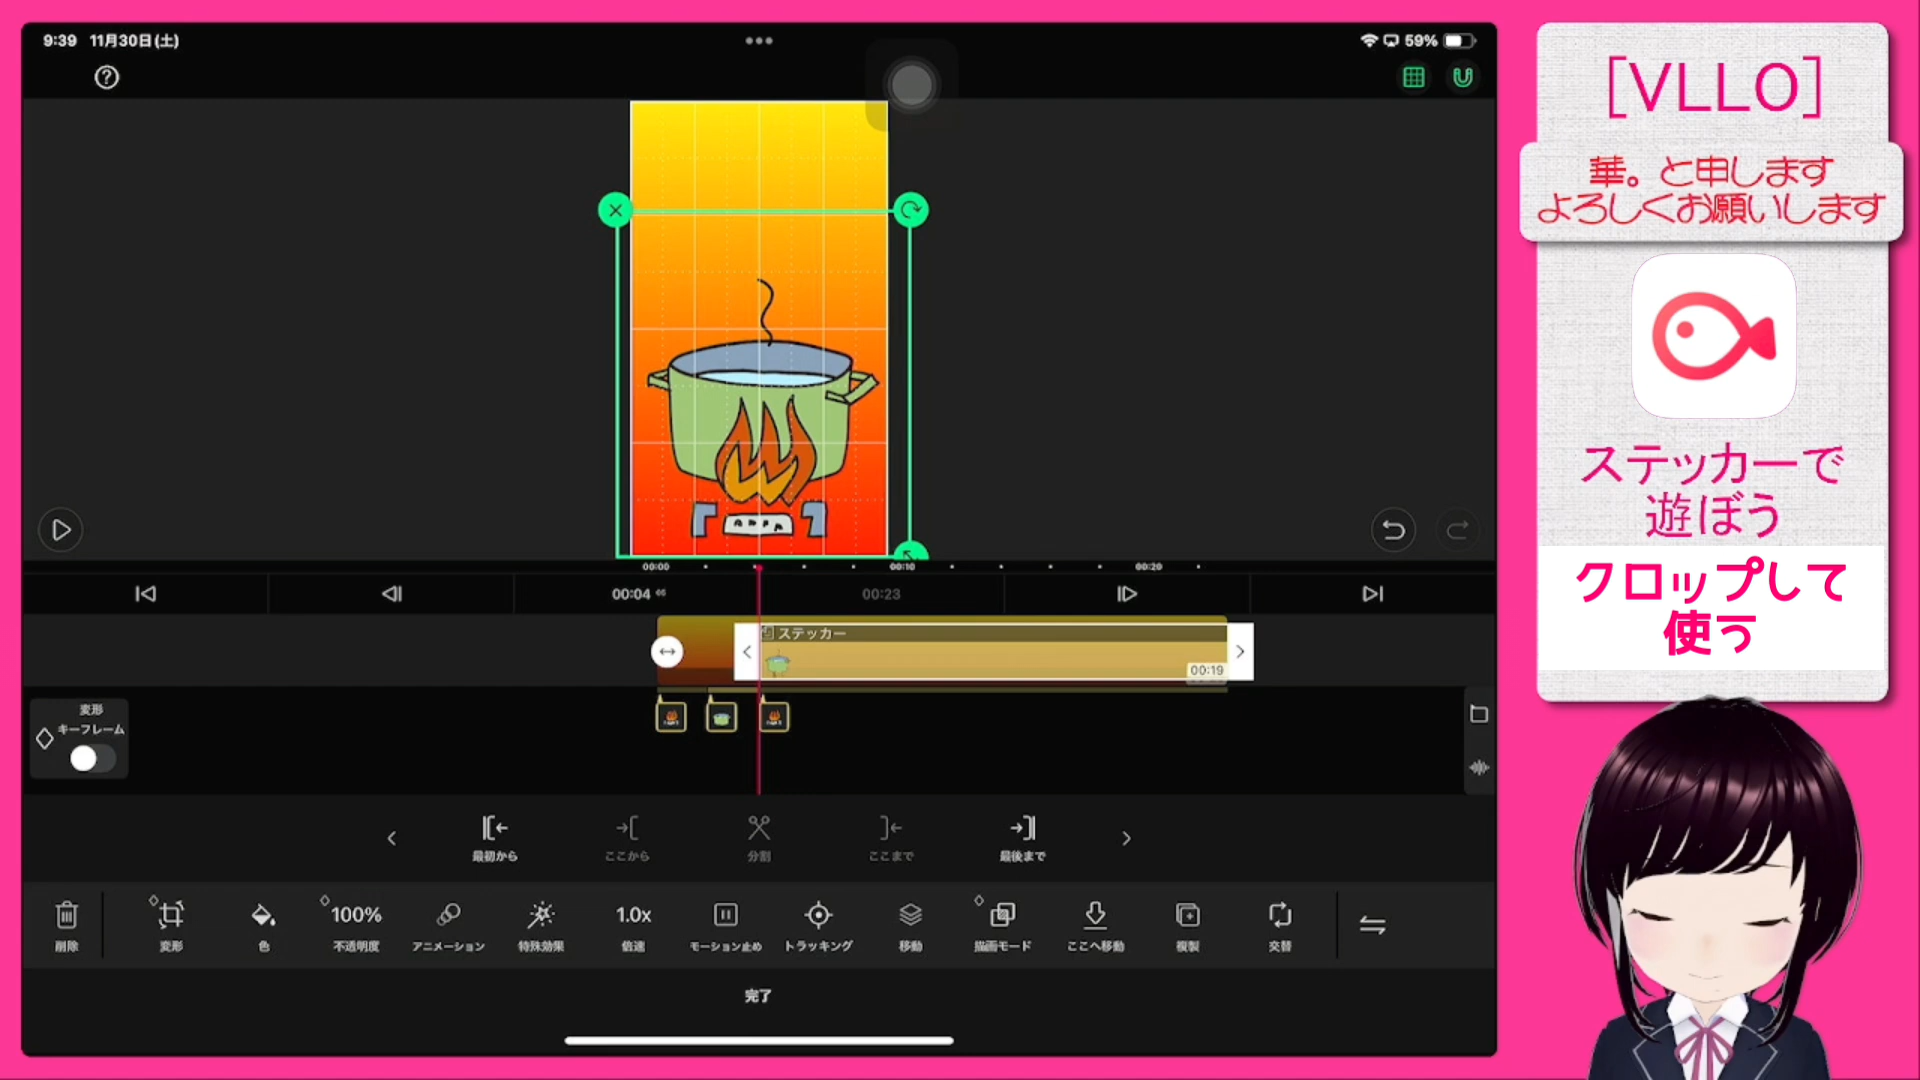 9:39 11月30日(土)
59%
[VLLO]
華。と申します
よろしくお願いします
ステッカーで
遊ぼう
クロップして
使う
00:00
00:10
00:20
00:04 46
00:23
ステッカー
00:19
変形
キーフレーム
最初から
ここから
分割
ここまで
最後まで
100%
1.0x
削除
変形
色
不透明度
アニメーション
特殊効果
倍速
モーション止め
トラッキング
移動
描画モード
ここへ移動
複製
交替
完了